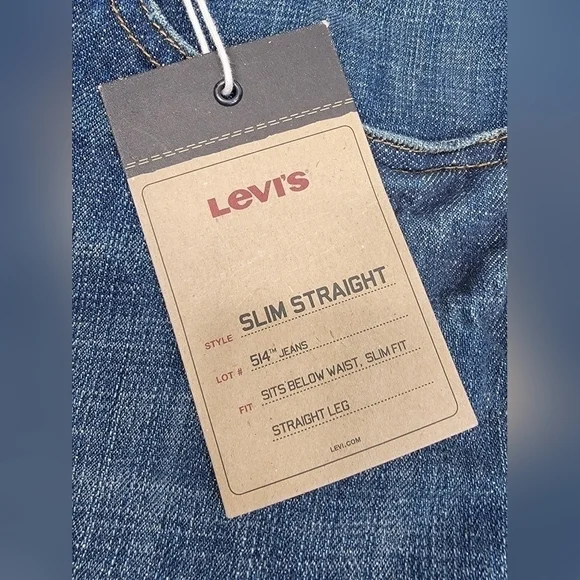 Levi's®
STYLE SLIM STRAIGHT
LOT # 514™ JEANS
FIT SITS BELOW WAIST, SLIM FIT
STRAIGHT LEG
LEVI.COM